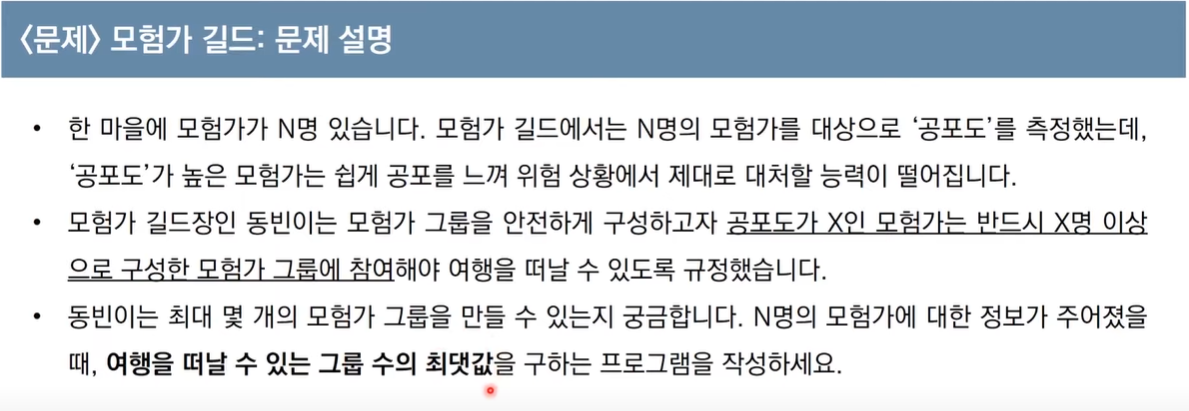 <문제> 모험가 길드: 문제 설명
• 한 마을에 모험가가 N명 있습니다. 모험가 길드에서는 N명의 모험가를 대상으로 ‘공포도’를 측정했는데,
‘공포도’가 높은 모험가는 쉽게 공포를 느껴 위험 상황에서 제대로 대처할 능력이 떨어집니다.
• 모험가 길드장인 동빈이는 모험가 그룹을 안전하게 구성하고자 공포도가 X인 모험가는 반드시 X명 이상
으로 구성한 모험가 그룹에 참여해야 여행을 떠날 수 있도록 규정했습니다.
• 동빈이는 최대 몇 개의 모험가 그룹을 만들 수 있는지 궁금합니다. N명의 모험가에 대한 정보가 주어졌을
때, 여행을 떠날 수 있는 그룹 수의 최댓값을 구하는 프로그램을 작성하세요.